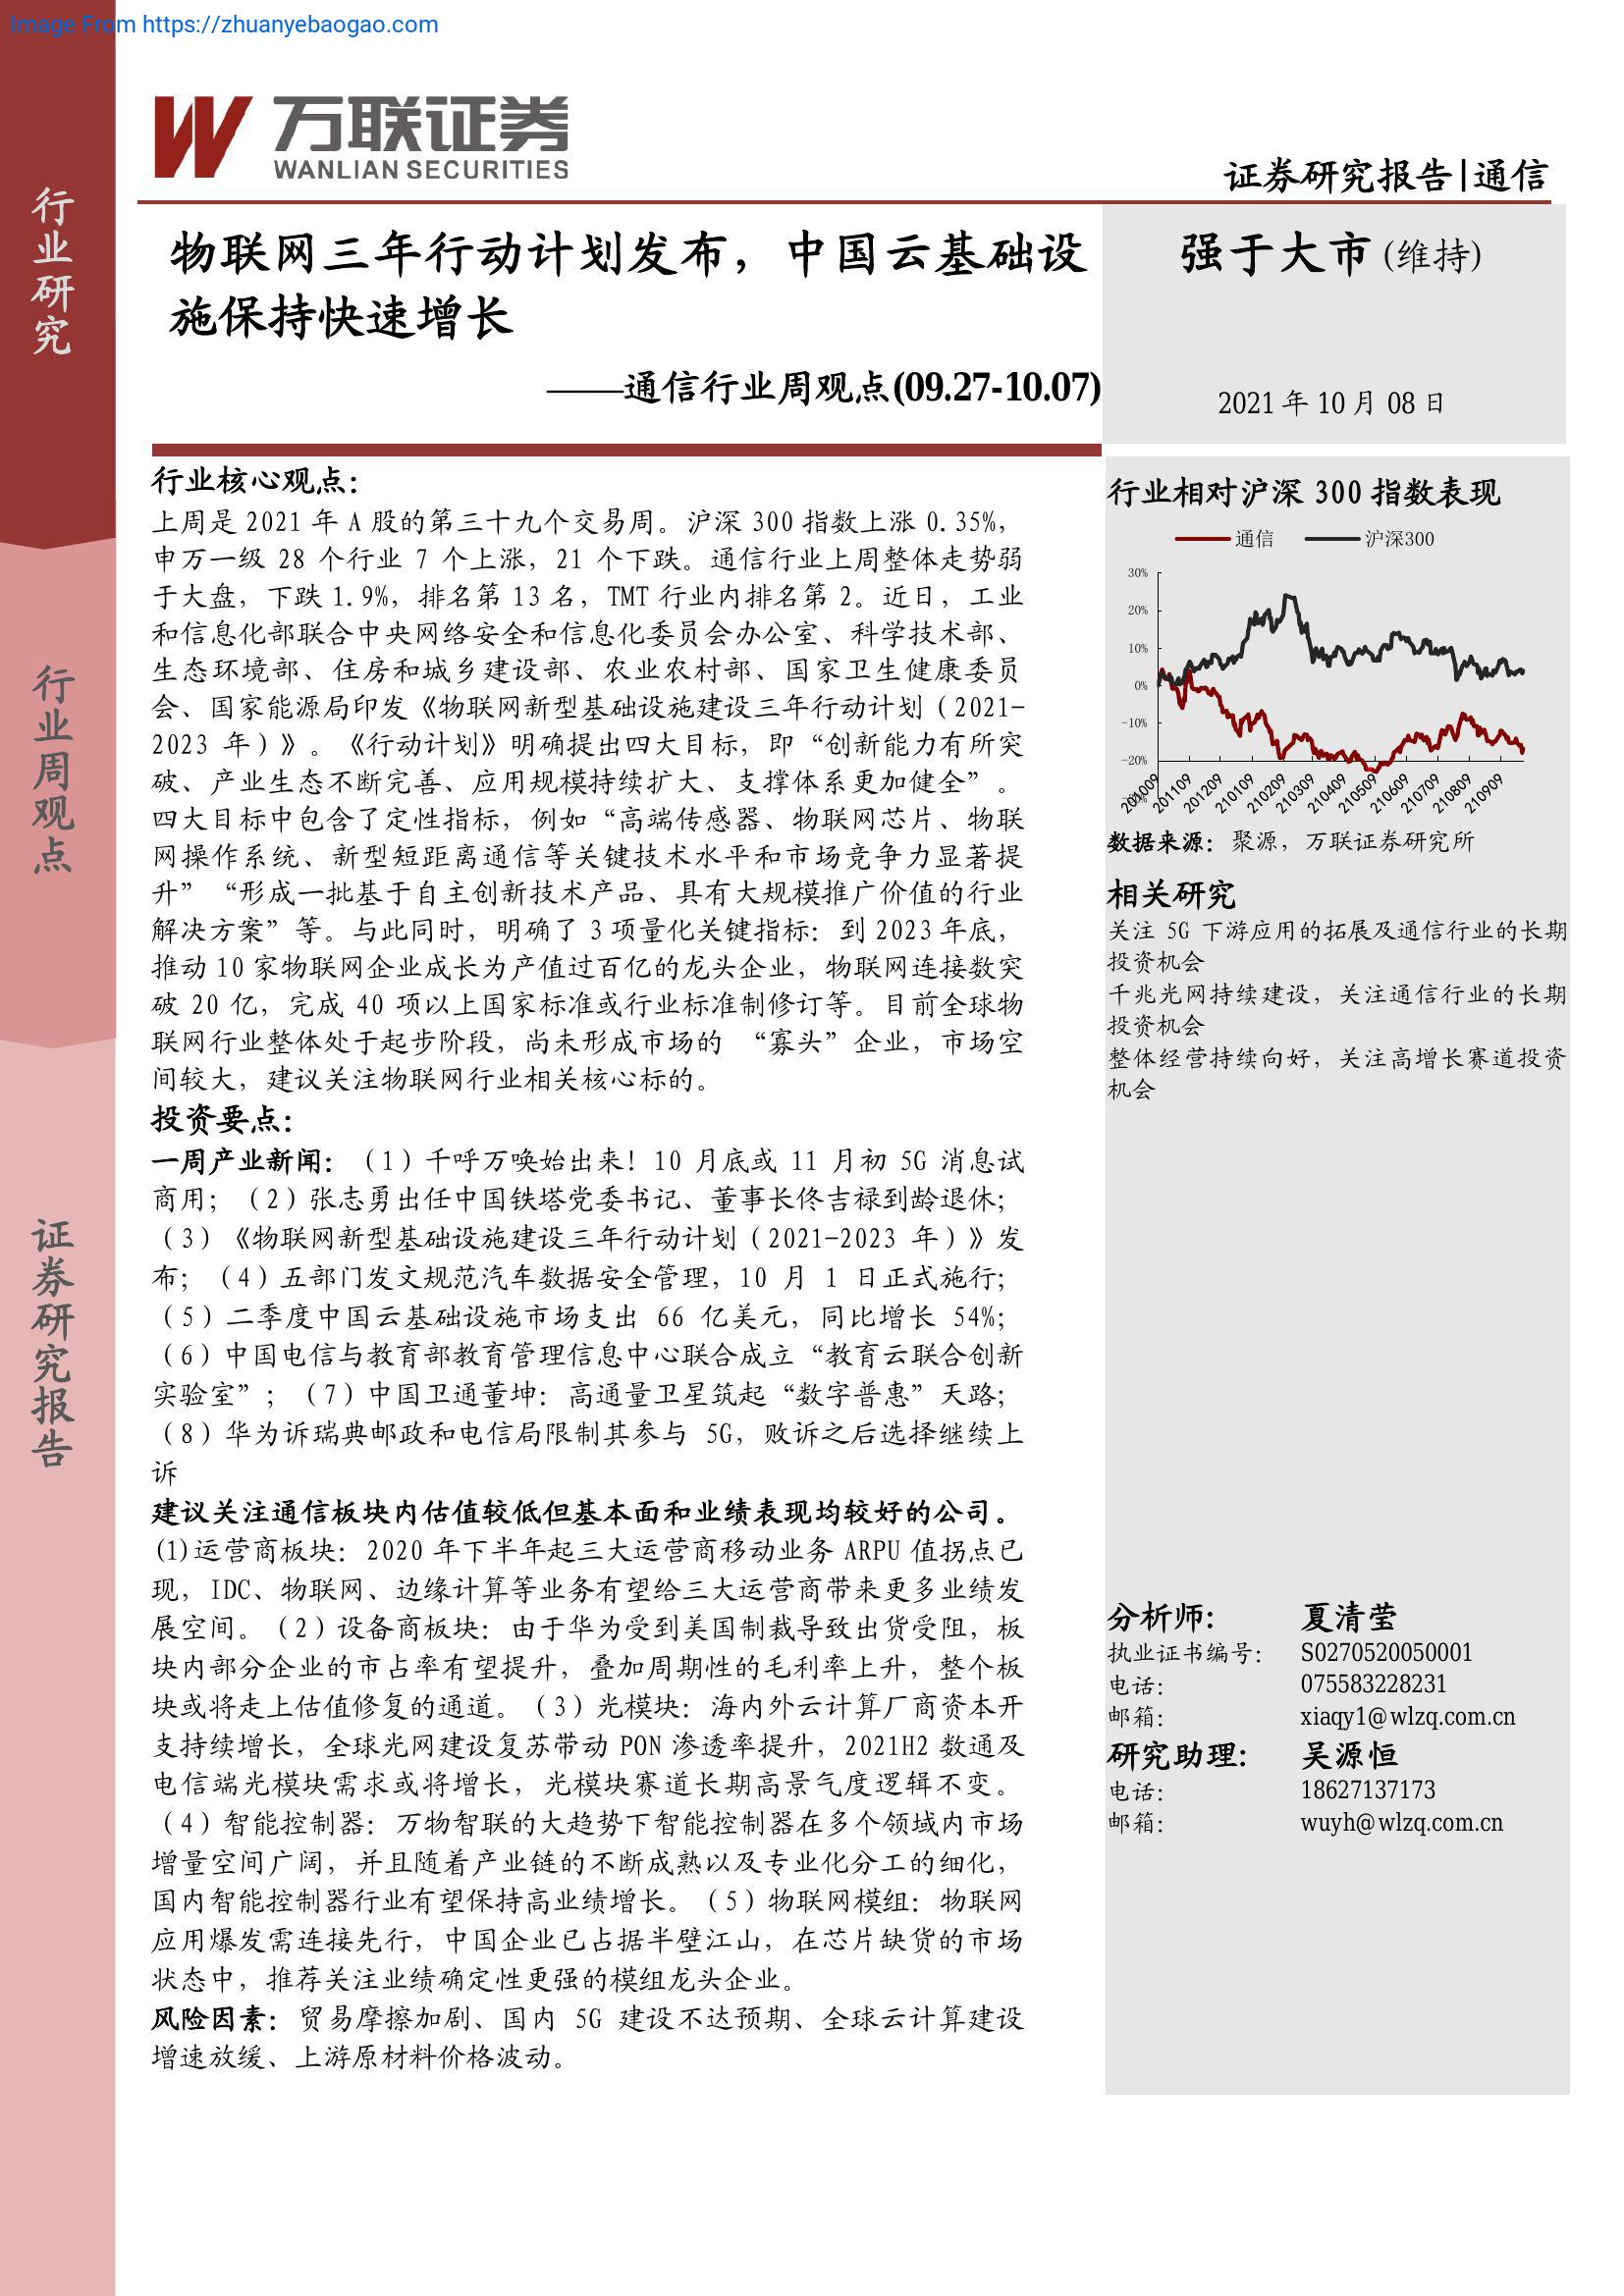 Image From https://zhuanyebaogao.com
万联证券
WANLIAN SECURITIES
证券研究报告|通信
行业研究
行业周观点
证券研究报告
物联网三年行动计划发布，中国云基础设
施保持快速增长
——通信行业周观点(09.27-10.07)
强于大市(维持)
2021 年 10 月 08 日
行业核心观点：
上周是 2021 年 A 股的第三十九个交易周。沪深 300 指数上涨 0.35%，
申万一级 28 个行业 7 个上涨，21 个下跌。通信行业上周整体走势弱
于大盘，下跌 1.9%，排名第 13 名，TMT 行业内排名第 2。近日，工业
和信息化部联合中央网络安全和信息化委员会办公室、科学技术部、
生态环境部、住房和城乡建设部、农业农村部、国家卫生健康委员
会、国家能源局印发《物联网新型基础设施建设三年行动计划（2021-
2023 年）》。《行动计划》明确提出四大目标，即“创新能力有所突
破、产业生态不断完善、应用规模持续扩大、支撑体系更加健全”。
四大目标中包含了定性指标，例如“高端传感器、物联网芯片、物联
网操作系统、新型短距离通信等关键技术水平和市场竞争力显著提
升” “形成一批基于自主创新技术产品、具有大规模推广价值的行业
解决方案”等。与此同时，明确了 3 项量化关键指标：到 2023 年底，
推动 10 家物联网企业成长为产值过百亿的龙头企业，物联网连接数突
破 20 亿，完成 40 项以上国家标准或行业标准制修订等。目前全球物
联网行业整体处于起步阶段，尚未形成市场的 “寡头”企业，市场空
间较大，建议关注物联网行业相关核心标的。
投资要点：
一周产业新闻：（1）千呼万唤始出来！10 月底或 11 月初 5G 消息试
商用；（2）张志勇出任中国铁塔党委书记、董事长佟吉禄到龄退休；
（3）《物联网新型基础设施建设三年行动计划（2021-2023 年）》发
布；（4）五部门发文规范汽车数据安全管理，10 月 1 日正式施行；
（5）二季度中国云基础设施市场支出 66 亿美元，同比增长 54%；
（6）中国电信与教育部教育管理信息中心联合成立“教育云联合创新
实验室”；（7）中国卫通董坤：高通量卫星筑起“数字普惠”天路；
（8）华为诉瑞典邮政和电信局限制其参与 5G，败诉之后选择继续上
诉
建议关注通信板块内估值较低但基本面和业绩表现均较好的公司。
(1)运营商板块：2020 年下半年起三大运营商移动业务 ARPU 值拐点已
现，IDC、物联网、边缘计算等业务有望给三大运营商带来更多业绩发
展空间。（2）设备商板块：由于华为受到美国制裁导致出货受阻，板
块内部分企业的市占率有望提升，叠加周期性的毛利率上升，整个板
块或将走上估值修复的通道。（3）光模块：海内外云计算厂商资本开
支持续增长，全球光网建设复苏带动 PON 渗透率提升，2021H2 数通及
电信端光模块需求或将增长，光模块赛道长期高景气度逻辑不变。
（4）智能控制器：万物智联的大趋势下智能控制器在多个领域内市场
增量空间广阔，并且随着产业链的不断成熟以及专业化分工的细化，
国内智能控制器行业有望保持高业绩增长。（5）物联网模组：物联网
应用爆发需连接先行，中国企业已占据半壁江山，在芯片缺货的市场
状态中，推荐关注业绩确定性更强的模组龙头企业。
风险因素：贸易摩擦加剧、国内 5G 建设不达预期、全球云计算建设
增速放缓、上游原材料价格波动。
行业相对沪深 300 指数表现
通信 沪深300
30%
20%
10%
0%
-10%
-20%
201009 201109 201209 210109 210209 210309 210409 210509 210609 210709 210809 210909
数据来源：聚源，万联证券研究所
相关研究
关注 5G 下游应用的拓展及通信行业的长期
投资机会
千兆光网持续建设，关注通信行业的长期
投资机会
整体经营持续向好，关注高增长赛道投资
机会
分析师： 夏清莹
执业证书编号： S0270520050001
电话： 075583228231
邮箱： xiaqy1@wlzq.com.cn
研究助理： 吴源恒
电话： 18627137173
邮箱： wuyh@wlzq.com.cn